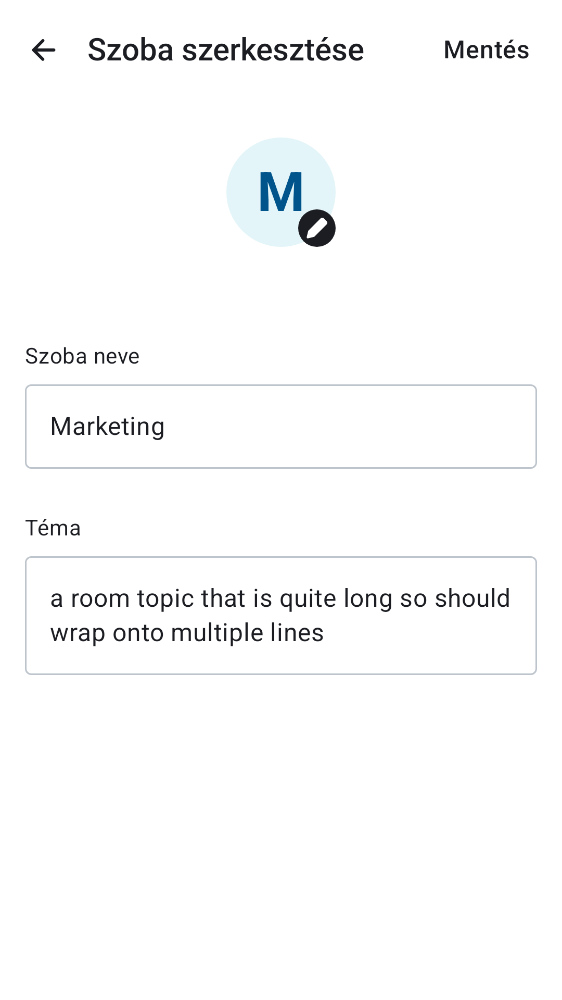 Szoba szerkesztése
Mentés
M
Szoba neve
Marketing
Téma
a room topic that is quite long so should
wrap onto multiple lines